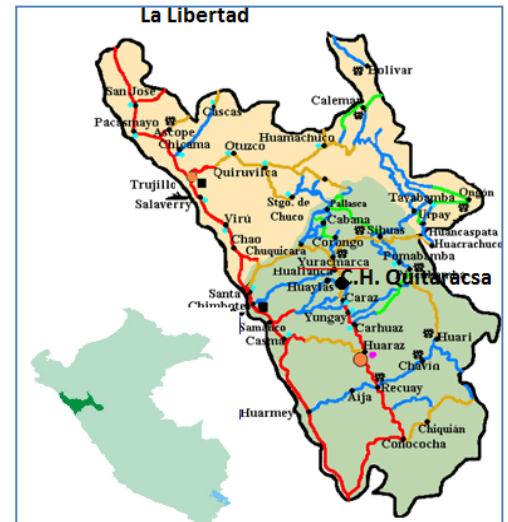 La Libertad
Bolivar
San José
Calemar
Cascas
Pacasmayo
Ascope
Chicama
Huamachuco
Otuzco
Quiruvilca
Trujillo
Salaverry
Stgo. de
Chuco
Pallasca
Tayabamba
Ongón
Cabana
Urpay
Virú
Sihuas
Huancaspata
Chao
Corongo
Huacrachuco
Chuquicara
Yuracmarca
Pomabamba
Huallanca
C.H. Quitaracsa
Huaylas
Santa
Caraz
Chimbote
Yungay
Samanco
Carhuaz
Casma
Huaraz
Huari
Chavín
Recuay
Aija
Huarmey
Chiquián
Conococha